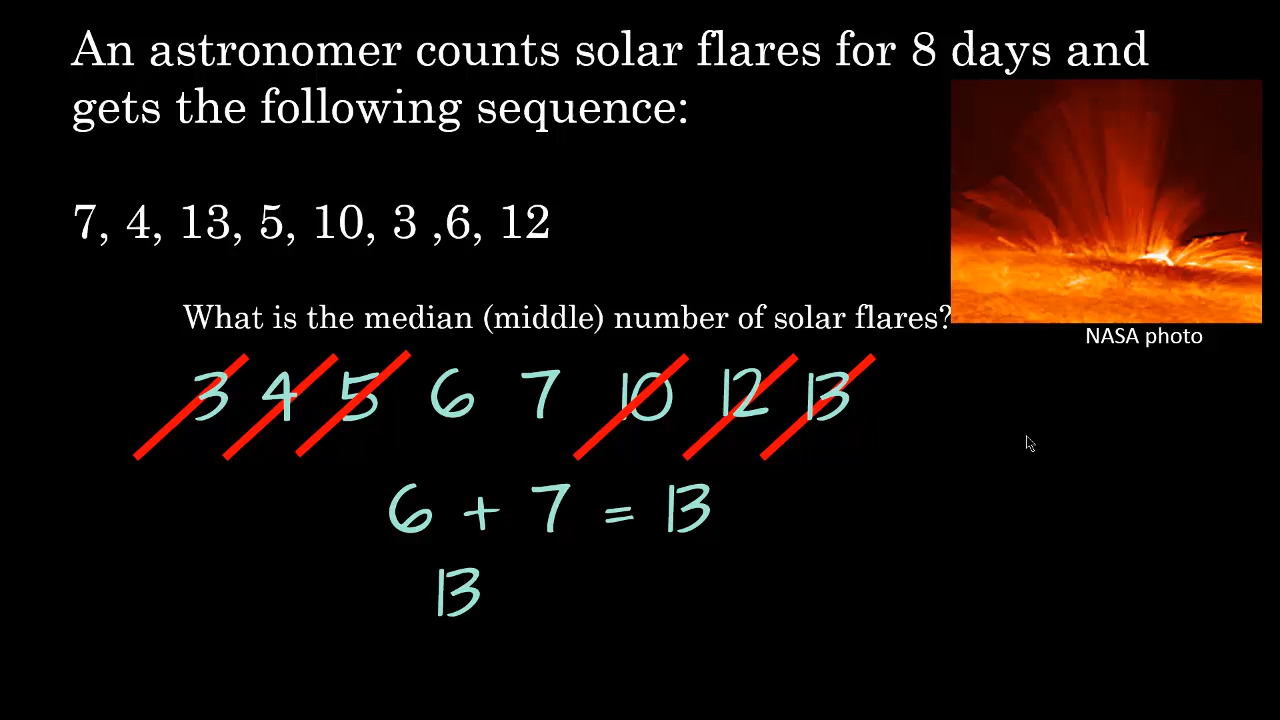 An astronomer counts solar flares for 8 days and
gets the following sequence:
7, 4, 13, 5, 10, 3 ,6, 12
What is the median (middle) number of solar flares?
NASA photo
3 4 5 6 7 10 12 13
6 + 7 = 13
13